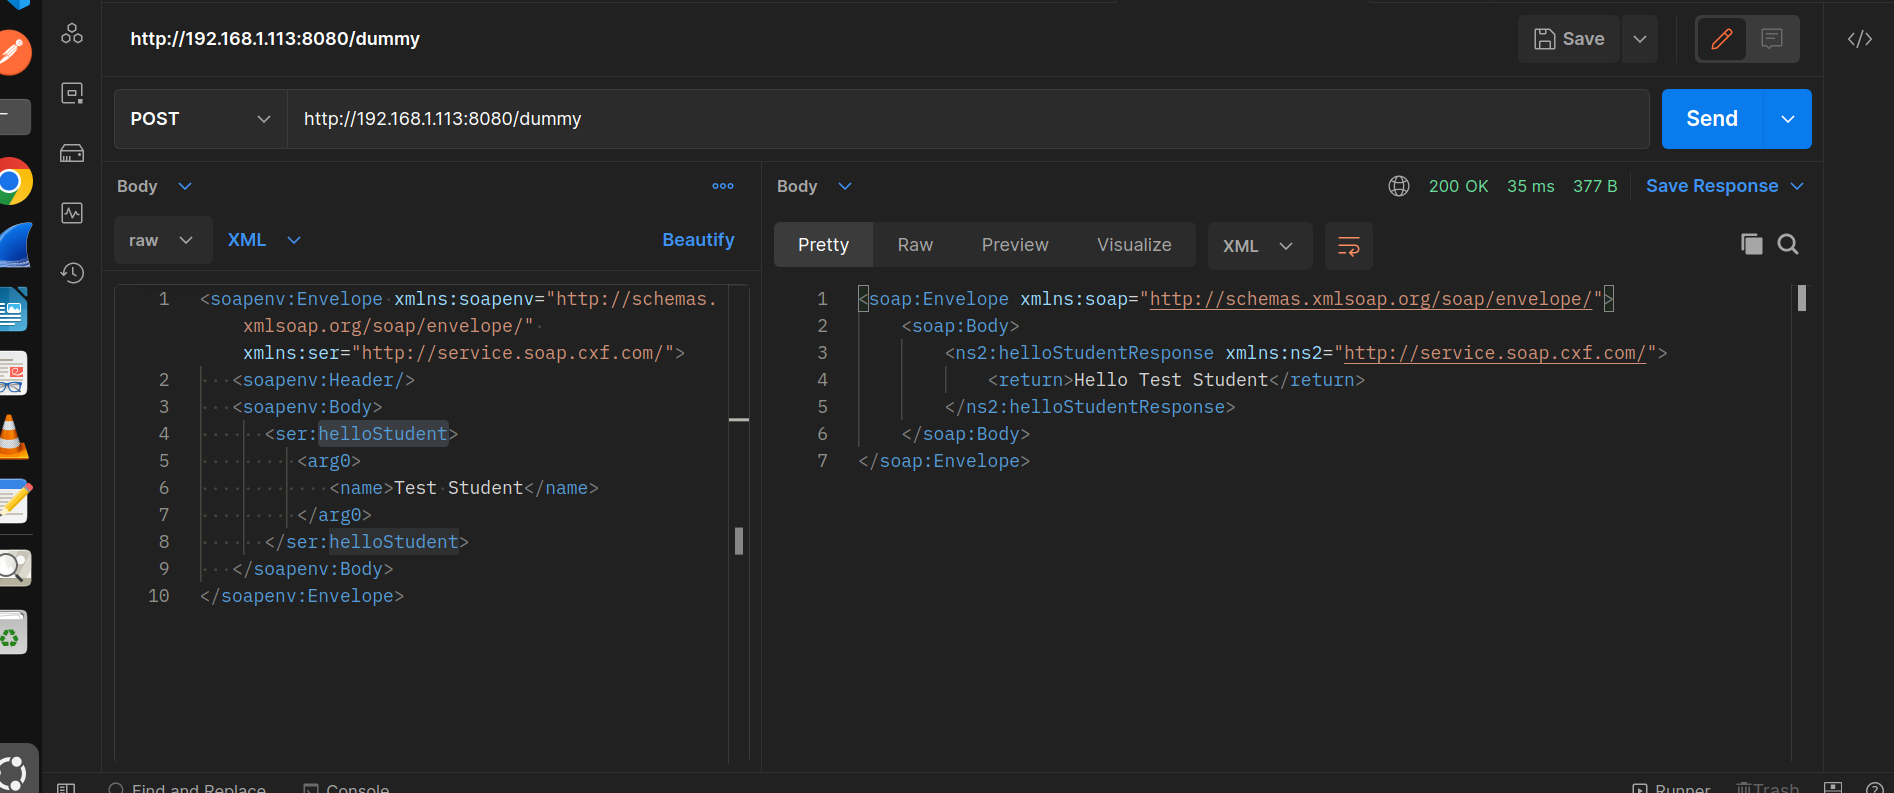 http://192.168.1.113:8080/dummy
Save
POST
http://192.168.1.113:8080/dummy
Send
Body
raw
XML
Beautify
1 <soapenv:Envelope xmlns:soapenv="http://schemas.
xmlsoap.org/soap/envelope/"
xmlns:ser="http://service.soap.cxf.com/">
2 <soapenv:Header/>
3 <soapenv:Body>
4 <ser:helloStudent>
5 <arg0>
6 <name>Test Student</name>
7 </arg0>
8 </ser:helloStudent>
9 </soapenv:Body>
10 </soapenv:Envelope>
Body
200 OK 35 ms 377 B Save Response
Pretty Raw Preview Visualize XML
1 <soap:Envelope xmlns:soap="http://schemas.xmlsoap.org/soap/envelope/">
2 <soap:Body>
3 <ns2:helloStudentResponse xmlns:ns2="http://service.soap.cxf.com/">
4 <return>Hello Test Student</return>
5 </ns2:helloStudentResponse>
6 </soap:Body>
7 </soap:Envelope>
Find and Replace Console Runner Trash